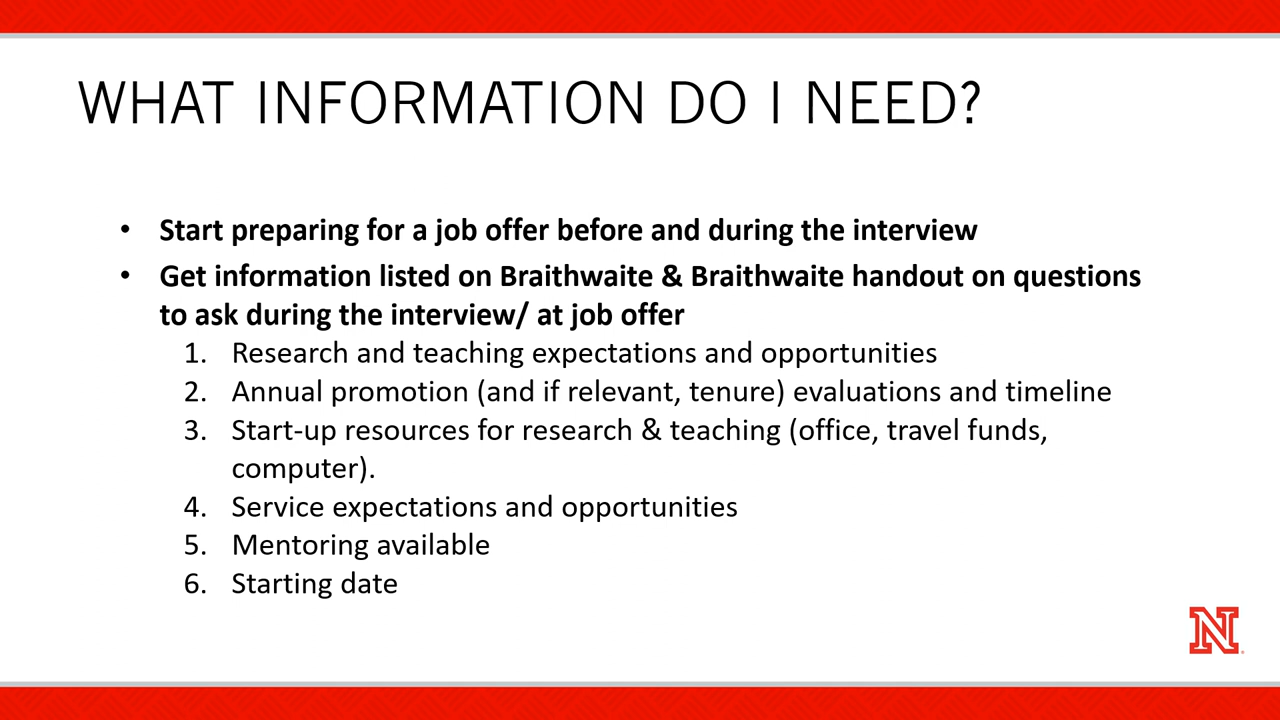 WHAT INFORMATION DO I NEED?
• Start preparing for a job offer before and during the interview
• Get information listed on Braithwaite & Braithwaite handout on questions
to ask during the interview/ at job offer
1. Research and teaching expectations and opportunities
2. Annual promotion (and if relevant, tenure) evaluations and timeline
3. Start-up resources for research & teaching (office, travel funds,
computer).
4. Service expectations and opportunities
5. Mentoring available
6. Starting date
N